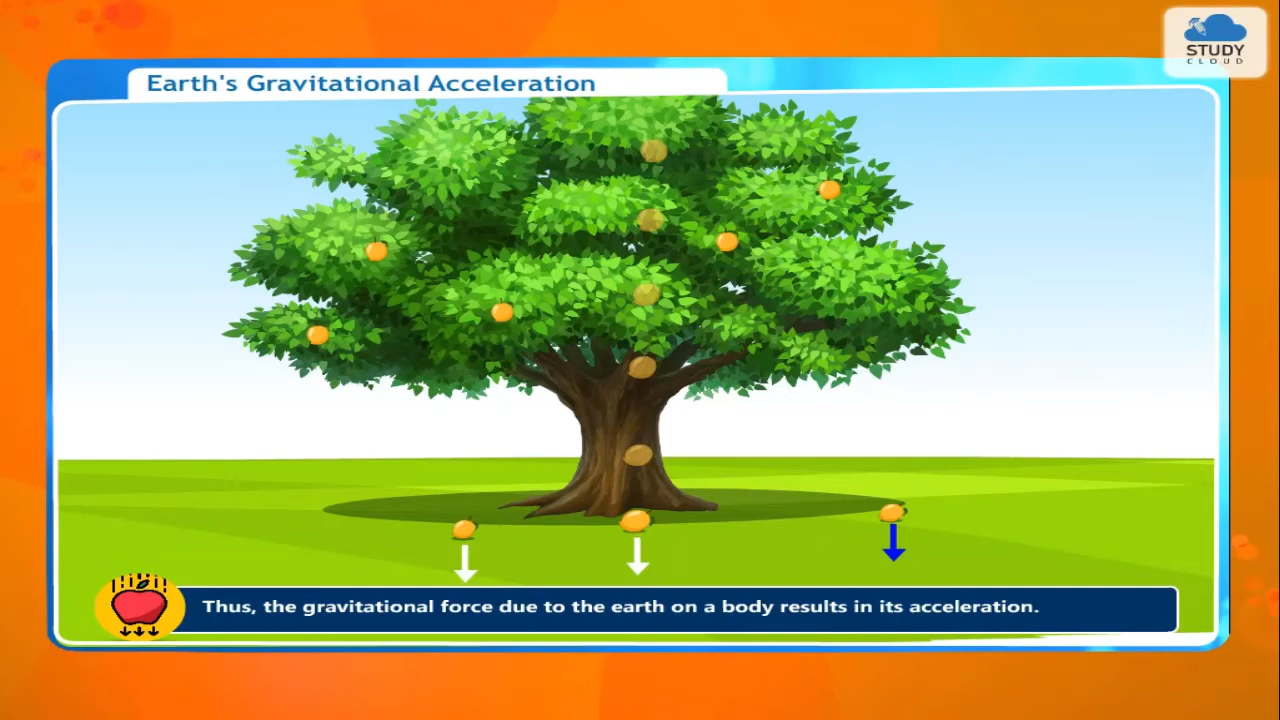 STUDY
CLOUD
Earth's Gravitational Acceleration
Thus, the gravitational force due to the earth on a body results in its acceleration.